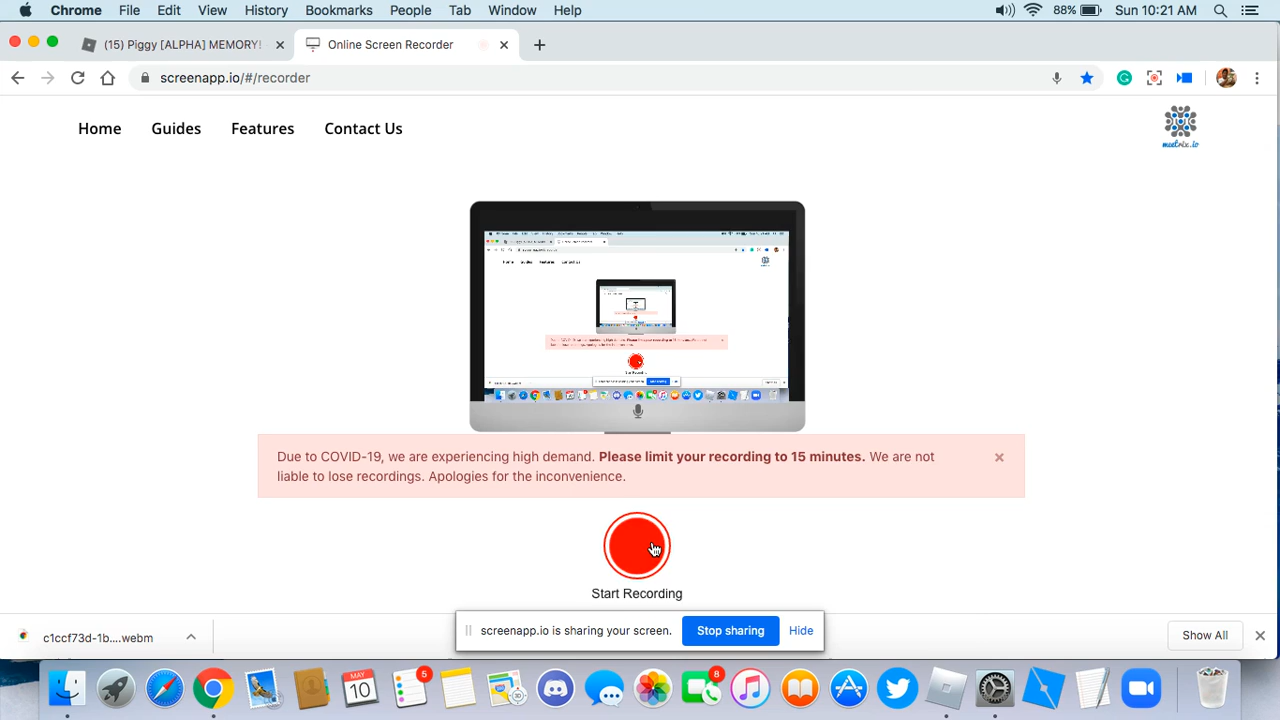 Chrome File Edit View History Bookmarks People Tab Window Help 88% Sun 10:21 AM
(15) Piggy [ALPHA] MEMORY! Online Screen Recorder
screenapp.io/#/recorder
Home Guides Features Contact Us
meetrix.io
Due to COVID-19, we are experiencing high demand. Please limit your recording to 15 minutes. We are not
liable to lose recordings. Apologies for the inconvenience.
Start Recording
screenapp.io is sharing your screen. Stop sharing Hide
c1ccf73d-1b....webm Show All
MAY 5 8
10